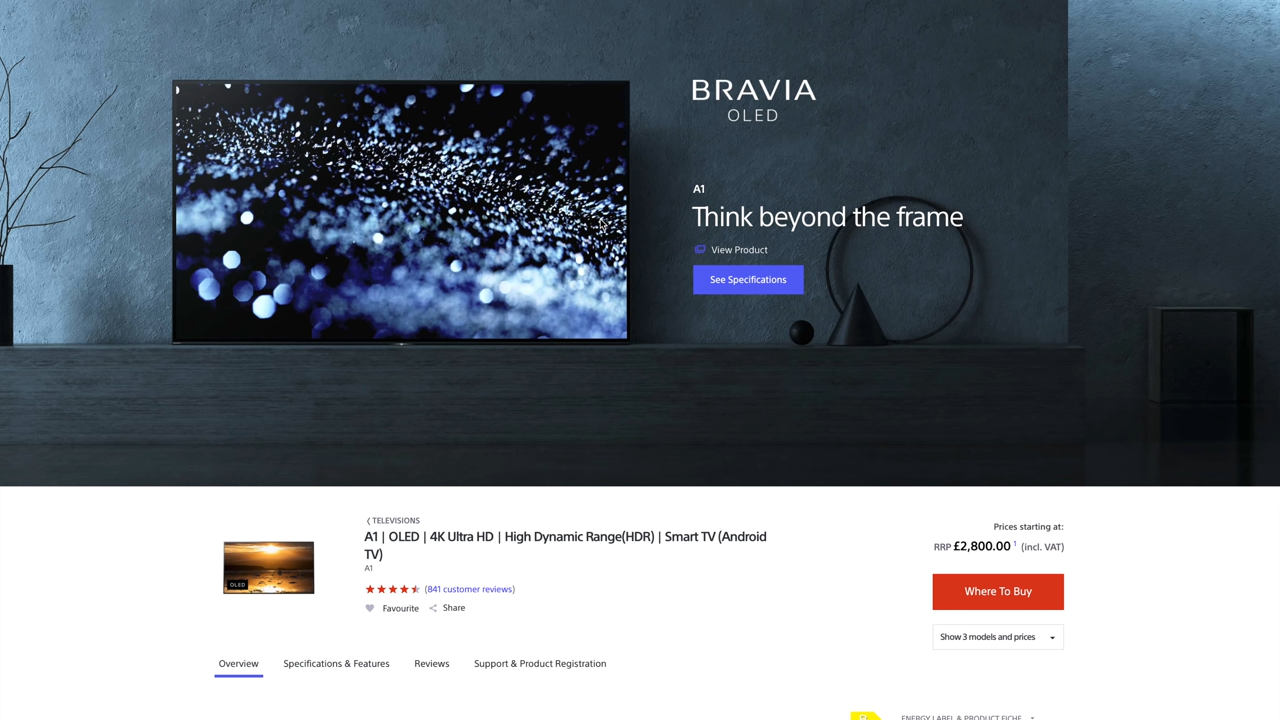 BRAVIA
OLED
A1
Think beyond the frame
View Product
See Specifications
TELEVISIONS
A1 | OLED | 4K Ultra HD | High Dynamic Range(HDR) | Smart TV (Android
TV)
A1
(841 customer reviews)
Favourite
Share
OLED
Prices starting at:
RRP £2,800.00 1 (incl. VAT)
Where To Buy
Show 3 models and prices
Overview
Specifications & Features
Reviews
Support & Product Registration
ENERGY LABEL & PRODUCT FICHE